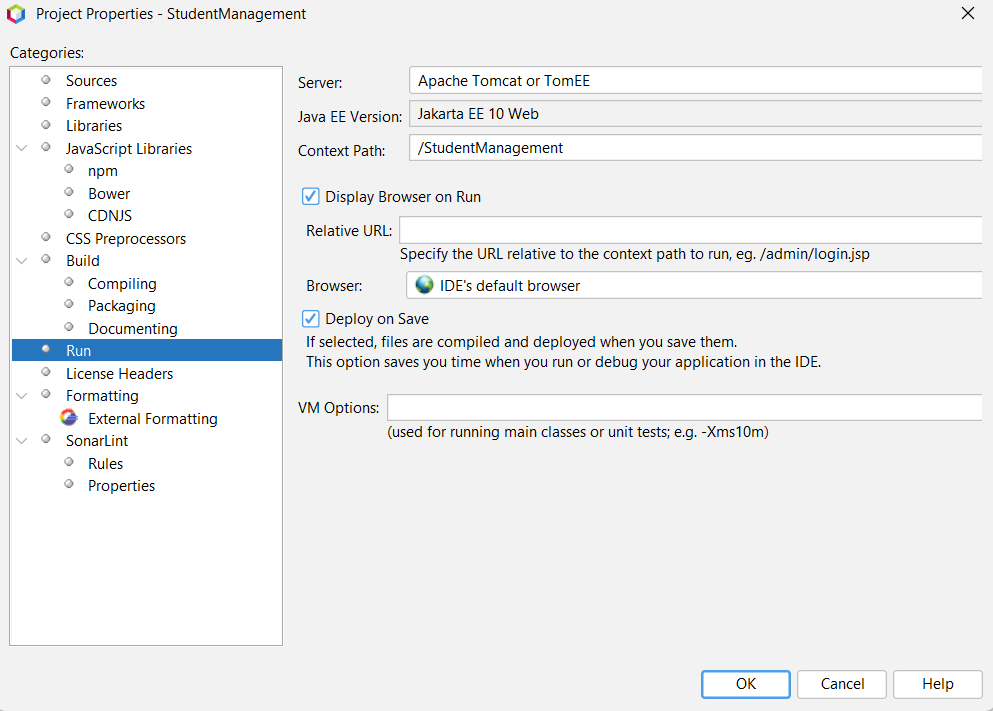 Project Properties - StudentManagement
Categories:
Sources
Frameworks
Libraries
JavaScript Libraries
npm
Bower
CDNJS
CSS Preprocessors
Build
Compiling
Packaging
Documenting
Run
License Headers
Formatting
External Formatting
SonarLint
Rules
Properties
Server: Apache Tomcat or TomEE
Java EE Version: Jakarta EE 10 Web
Context Path: /StudentManagement
Display Browser on Run
Relative URL:
Specify the URL relative to the context path to run, eg. /admin/login.jsp
Browser: IDE's default browser
Deploy on Save
If selected, files are compiled and deployed when you save them.
This option saves you time when you run or debug your application in the IDE.
VM Options:
(used for running main classes or unit tests; e.g. -Xms10m)
OK Cancel Help